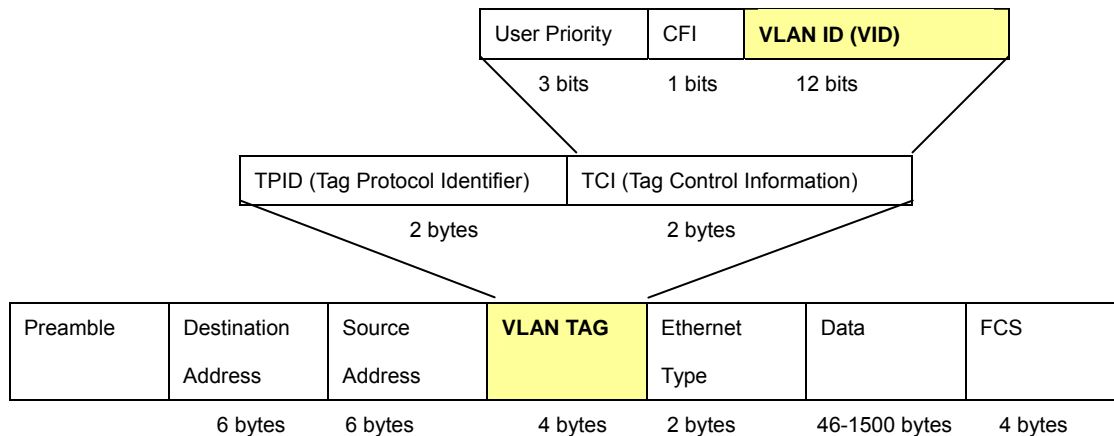 User Priority CFI VLAN ID (VID)
3 bits 1 bits 12 bits
TPID (Tag Protocol Identifier) TCI (Tag Control Information)
2 bytes 2 bytes
Preamble Destination Address Source Address VLAN TAG Ethernet Type Data FCS
6 bytes 6 bytes 4 bytes 2 bytes 46-1500 bytes 4 bytes